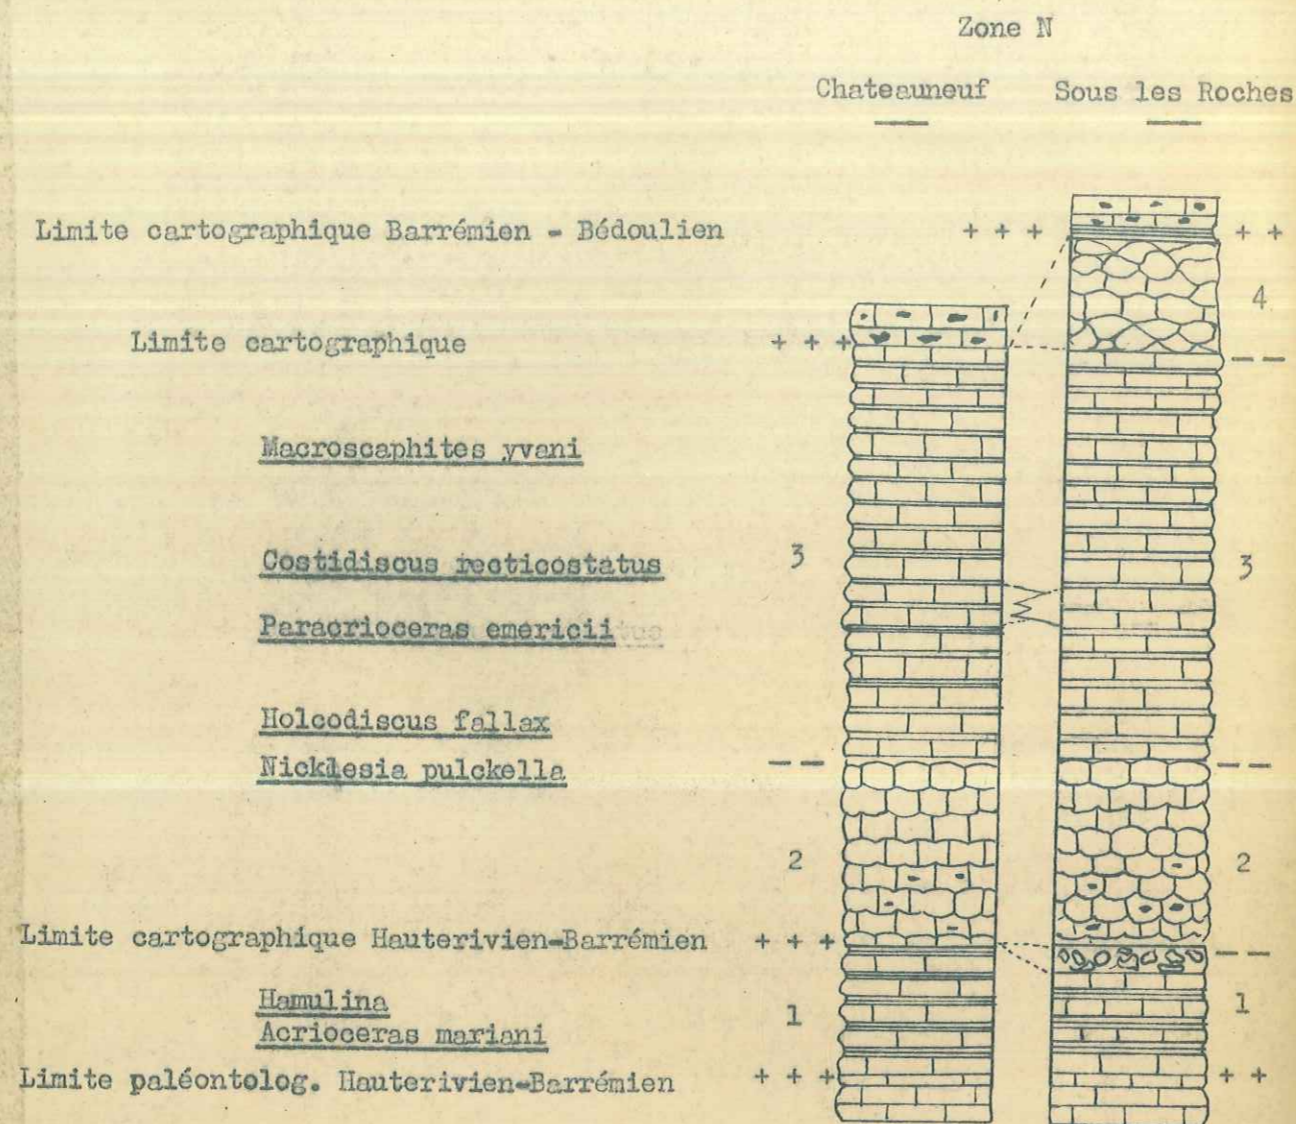 Zone N
Chateauneuf Sous les Roches
Limite cartographique Barrémien - Bédoulien + + + + +
4
Limite cartographique + + +
Macroscaphites yvani
Costidiscus recticostatus 3 3
Paracrioceras emericii
Holcodiscus fallax
Nicklesia pulckella
2 2
Limite cartographique Hauterivien-Barrémien + + +
Hamulina
1 1
Acrioceras mariani
Limite paléontolog. Hauterivien-Barrémien + + + + +